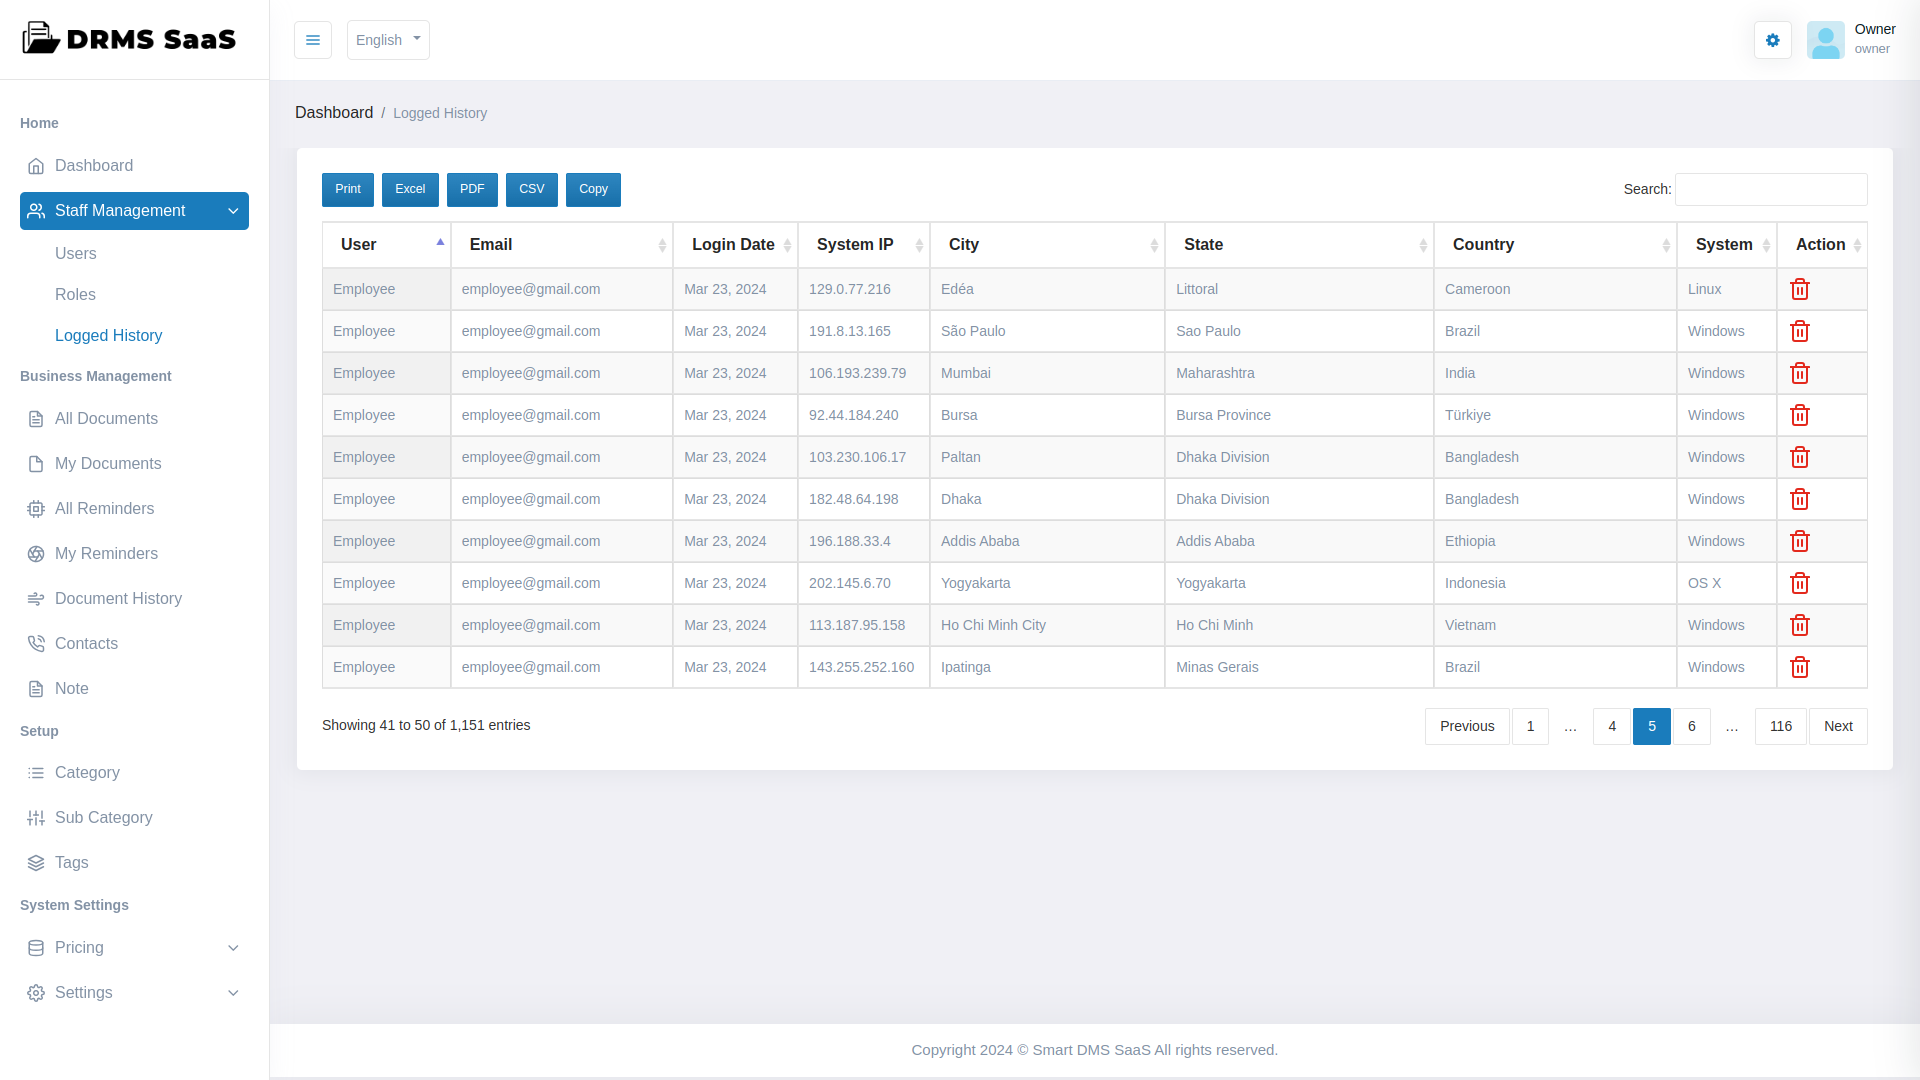 DRMS SaaS
English
Owner
owner
Home
Dashboard
Staff Management
Users
Roles
Logged History
Business Management
All Documents
My Documents
All Reminders
My Reminders
Document History
Contacts
Note
Setup
Category
Sub Category
Tags
System Settings
Pricing
Settings
Dashboard / Logged History
Print Excel PDF CSV Copy
Search:
User Email Login Date System IP City State Country System Action
Employee employee@gmail.com Mar 23, 2024 129.0.77.216 Edéa Littoral Cameroon Linux
Employee employee@gmail.com Mar 23, 2024 191.8.13.165 São Paulo Sao Paulo Brazil Windows
Employee employee@gmail.com Mar 23, 2024 106.193.239.79 Mumbai Maharashtra India Windows
Employee employee@gmail.com Mar 23, 2024 92.44.184.240 Bursa Bursa Province Türkiye Windows
Employee employee@gmail.com Mar 23, 2024 103.230.106.17 Paltan Dhaka Division Bangladesh Windows
Employee employee@gmail.com Mar 23, 2024 182.48.64.198 Dhaka Dhaka Division Bangladesh Windows
Employee employee@gmail.com Mar 23, 2024 196.188.33.4 Addis Ababa Addis Ababa Ethiopia Windows
Employee employee@gmail.com Mar 23, 2024 202.145.6.70 Yogyakarta Yogyakarta Indonesia OS X
Employee employee@gmail.com Mar 23, 2024 113.187.95.158 Ho Chi Minh City Ho Chi Minh Vietnam Windows
Employee employee@gmail.com Mar 23, 2024 143.255.252.160 Ipatinga Minas Gerais Brazil Windows
Showing 41 to 50 of 1,151 entries
Previous 1 … 4 5 6 … 116 Next
Copyright 2024 © Smart DMS SaaS All rights reserved.